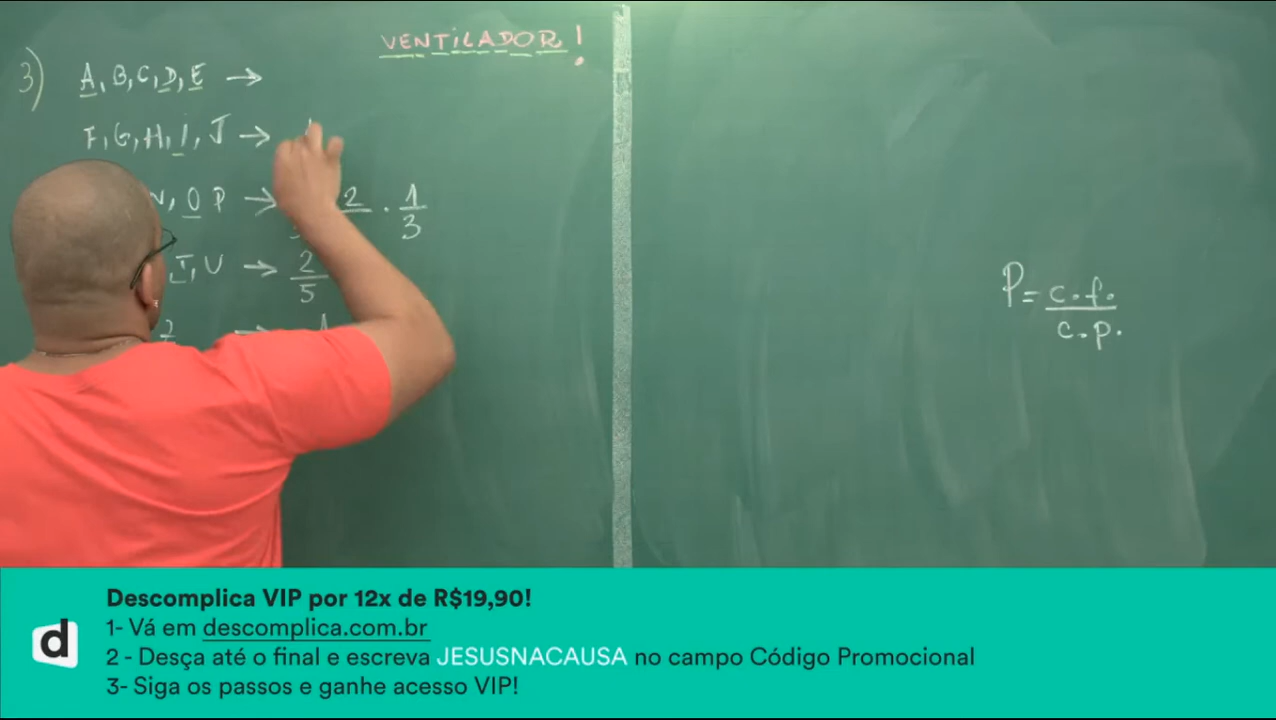 VENTILADOR!
3) A, B, C, D, E →
F, G, H, I, J →
N, O P → 2/ · 1/3
T, U → 2/5
P = c.f./c.p.
Descomplica VIP por 12x de R$19,90!
1- Vá em descomplica.com.br
d
2 - Desça até o final e escreva JESUSNACAUSA no campo Código Promocional
3- Siga os passos e ganhe acesso VIP!